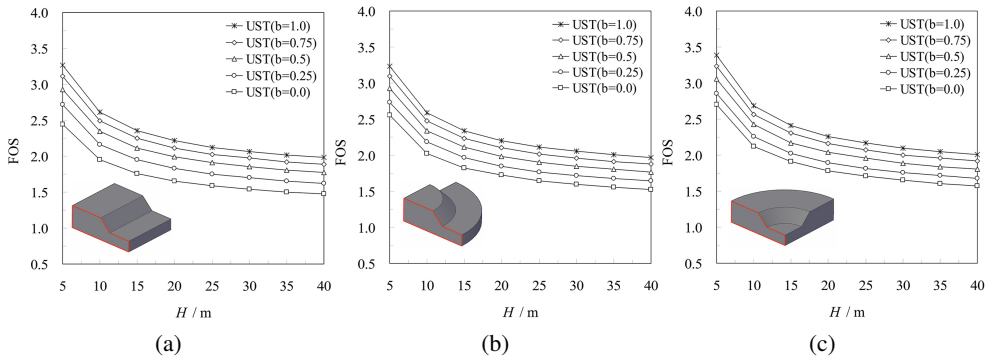 4.0
3.5
3.0
2.5
2.0
1.5
1.0
0.5
FOS
UST(b=1.0)
UST(b=0.75)
UST(b=0.5)
UST(b=0.25)
UST(b=0.0)
5 10 15 20 25 30 35 40
H / m
(a)
4.0
3.5
3.0
2.5
2.0
1.5
1.0
0.5
FOS
UST(b=1.0)
UST(b=0.75)
UST(b=0.5)
UST(b=0.25)
UST(b=0.0)
5 10 15 20 25 30 35 40
H / m
(b)
4.0
3.5
3.0
2.5
2.0
1.5
1.0
0.5
FOS
UST(b=1.0)
UST(b=0.75)
UST(b=0.5)
UST(b=0.25)
UST(b=0.0)
5 10 15 20 25 30 35 40
H / m
(c)